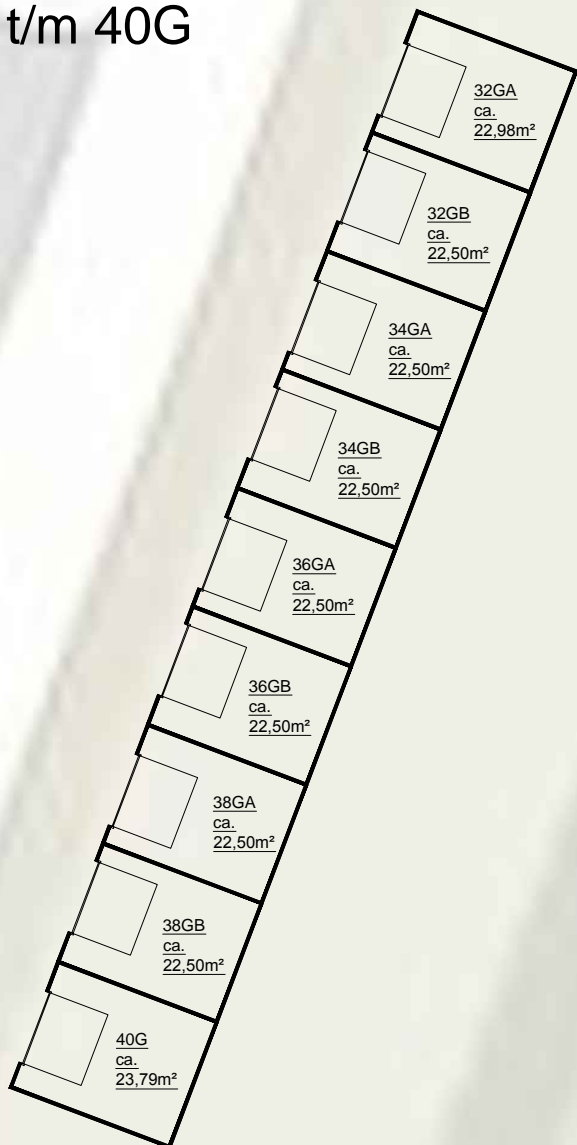 t/m 40G
32GA
ca.
22,98m²
32GB
ca.
22,50m²
34GA
ca.
22,50m²
34GB
ca.
22,50m²
36GA
ca.
22,50m²
36GB
ca.
22,50m²
38GA
ca.
22,50m²
38GB
ca.
22,50m²
40G
ca.
23,79m²